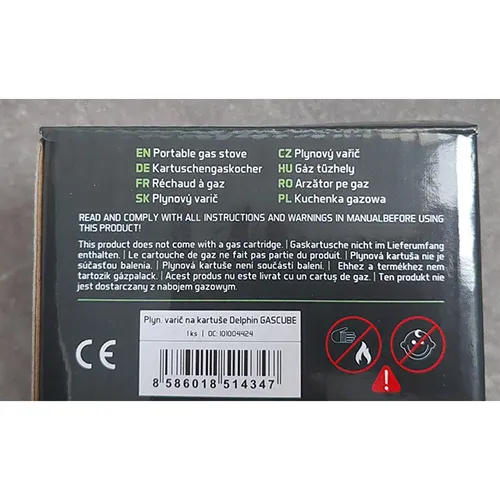 EN Portable gas stove
DE Kartuschengaskocher
FR Réchaud à gaz
SK Plynový varič
CZ Plynový vařič
HU Gáz tűzhely
RO Arzător pe gaz
PL Kuchenka gazowa
READ AND COMPLY WITH ALL INSTRUCTIONS AND WARNINGS IN MANUALBEFORE USING
THIS PRODUCT!
This product does not come with a gas cartridge. | Gaskartusche nicht im Lieferumfang
enthalten. | Le cartouche de gaz ne fait pas partie du produit. | Plynová kartuša nie je
súčasťou balenia. | Plynová kartuše není součásti balení. | Ehhez a termékhez nem
tartozik gázpalack. | Acest produs nu este livrat cu un cartuș de gaz. | Ten produkt nie
jest dostarczany z nabojem gazowym.
Plyn. varič na kartuše Delphin GASCUBE
1 ks | OC: 101004424
8 586018 514347
CE